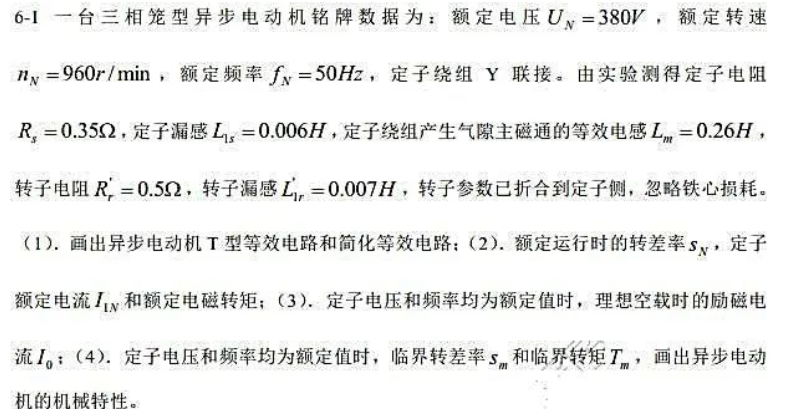 6-1 一台三相笼型异步电动机铭牌数据为：额定电压 U_N = 380V ，额定转速
n_N = 960r/min ，额定频率 f_N = 50Hz，定子绕组 Y 联接。由实验测得定子电阻
R_s = 0.35Ω，定子漏感 L_{1s} = 0.006H，定子绕组产生气隙主磁通的等效电感 L_m = 0.26H，
转子电阻 R_r' = 0.5Ω，转子漏感 L_{1r}' = 0.007H，转子参数已折合到定子侧，忽略铁心损耗。
（1）．画出异步电动机 T 型等效电路和简化等效电路；（2）．额定运行时的转差率 s_N，定子
额定电流 I_{1N} 和额定电磁转矩；（3）．定子电压和频率均为额定值时，理想空载时的励磁电
流 I_0；（4）．定子电压和频率均为额定值时，临界转差率 s_m 和临界转矩 T_m，画出异步电动
机的机械特性。